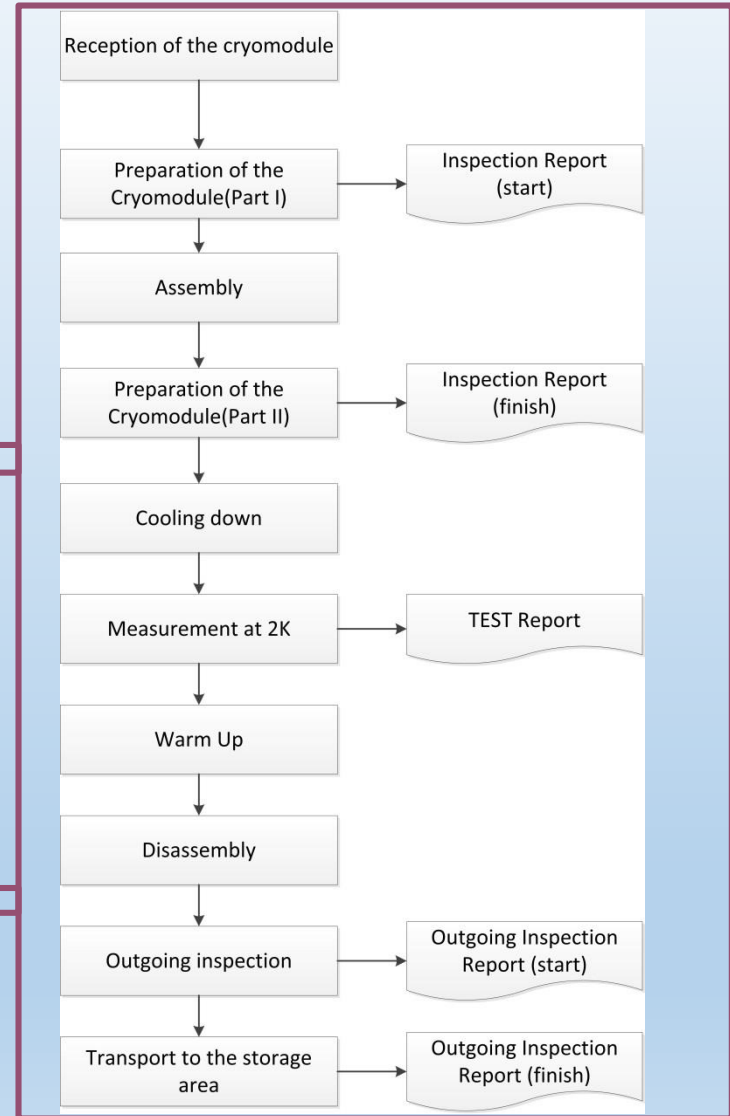 Reception of the cryomodule
Preparation of the
Cryomodule(Part I)
Inspection Report
(start)
Assembly
Preparation of the
Cryomodule(Part II)
Inspection Report
(finish)
Cooling down
Measurement at 2K
TEST Report
Warm Up
Disassembly
Outgoing inspection
Outgoing Inspection
Report (start)
Transport to the storage
area
Outgoing Inspection
Report (finish)